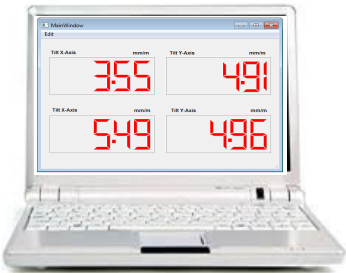 MainWindow
Edit
Tilt X-Axis mm/m Tilt Y-Axis mm/m
3.55 4.91
Tilt X-Axis mm/m Tilt Y-Axis mm/m
5.49 4.96